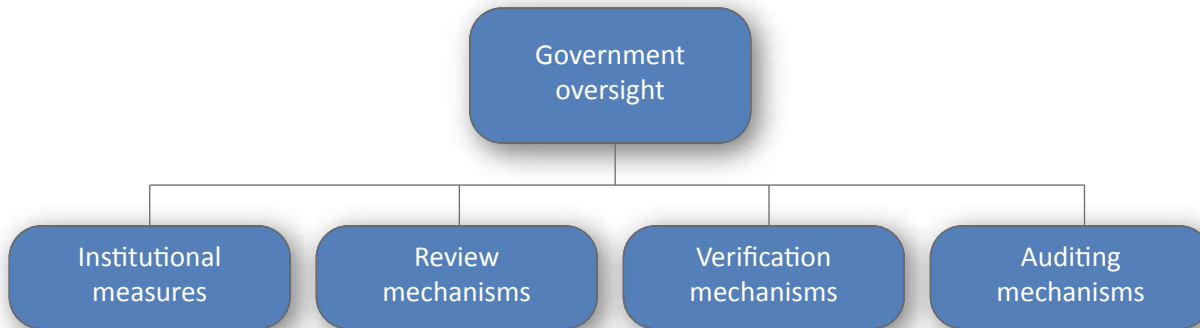 Government
oversight
Institutional
measures
Review
mechanisms
Verification
mechanisms
Auditing
mechanisms